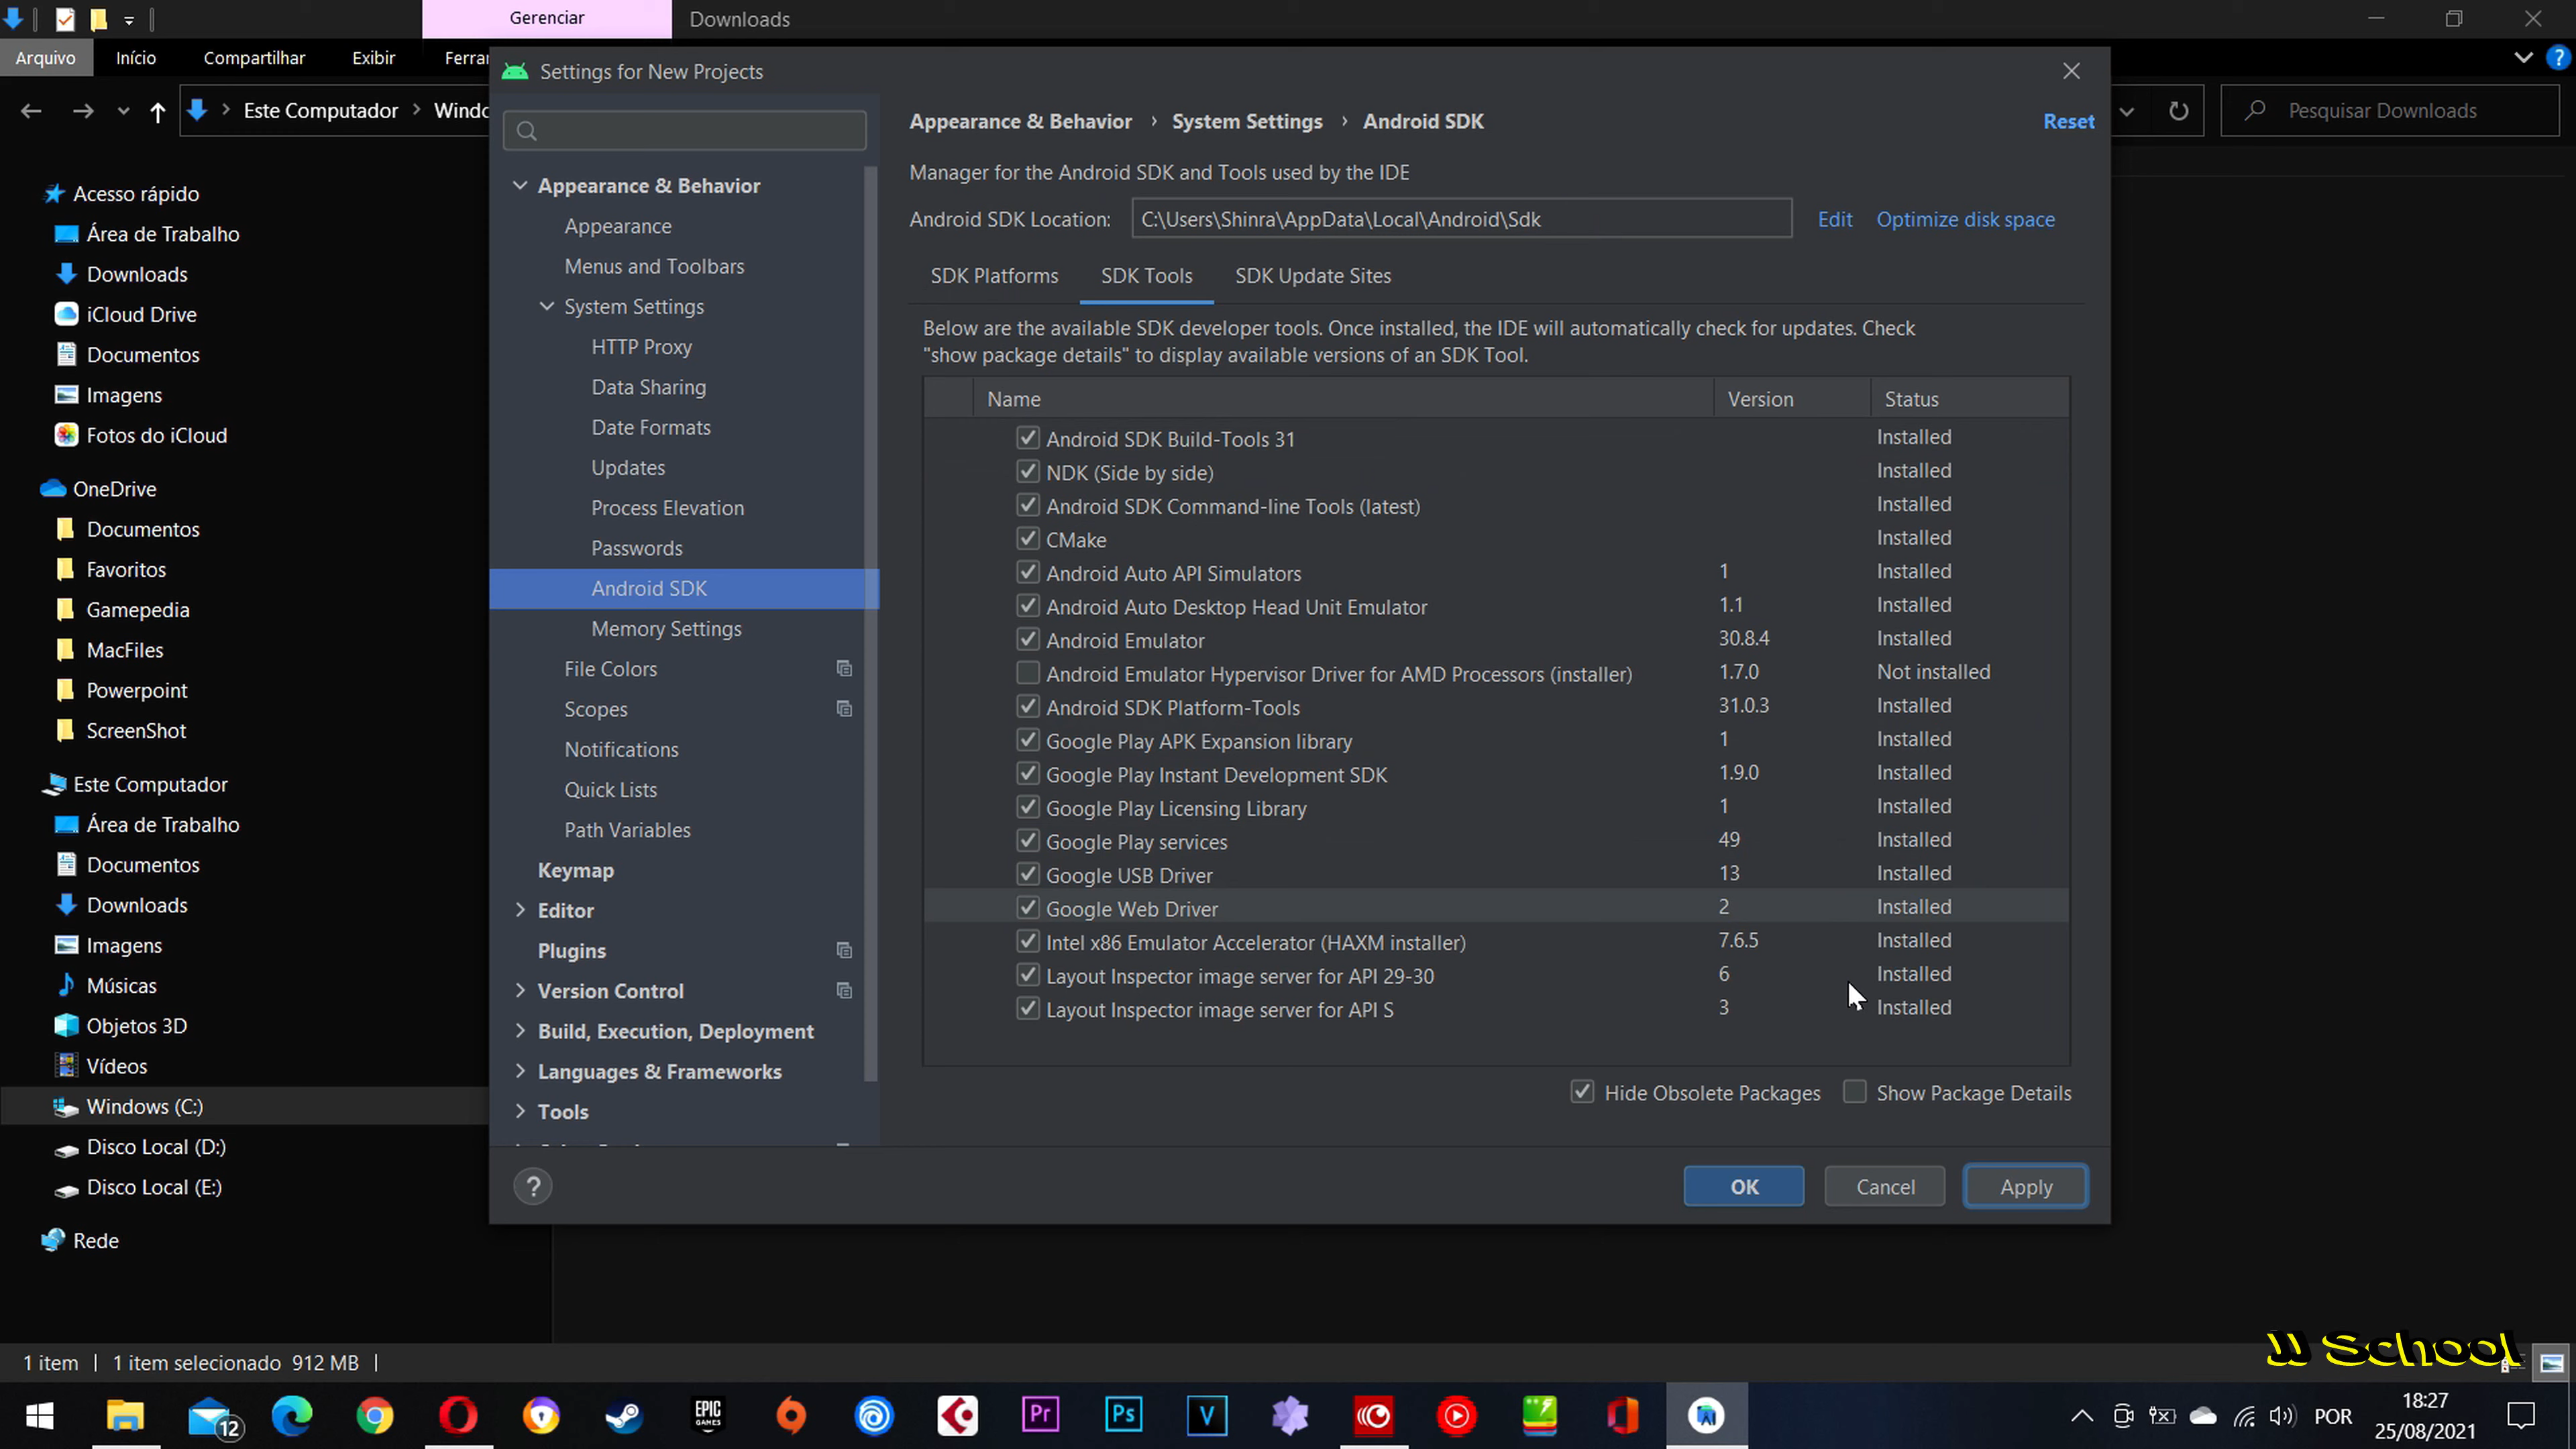 Gerenciar
Downloads
Arquivo
Início
Compartilhar
Exibir
Ferra
Este Computador
Windo
Pesquisar Downloads
Acesso rápido
Área de Trabalho
Downloads
iCloud Drive
Documentos
Imagens
Fotos do iCloud
OneDrive
Documentos
Favoritos
Gamepedia
MacFiles
Powerpoint
ScreenShot
Este Computador
Área de Trabalho
Documentos
Downloads
Imagens
Músicas
Objetos 3D
Vídeos
Windows (C:)
Disco Local (D:)
Disco Local (E:)
Rede
Settings for New Projects
Appearance & Behavior
Appearance
Menus and Toolbars
System Settings
HTTP Proxy
Data Sharing
Date Formats
Updates
Process Elevation
Passwords
Android SDK
Memory Settings
File Colors
Scopes
Notifications
Quick Lists
Path Variables
Keymap
Editor
Plugins
Version Control
Build, Execution, Deployment
Languages & Frameworks
Tools
Appearance & Behavior › System Settings › Android SDK
Reset
Manager for the Android SDK and Tools used by the IDE
Android SDK Location: C:\Users\Shinra\AppData\Local\Android\Sdk Edit Optimize disk space
SDK Platforms SDK Tools SDK Update Sites
Below are the available SDK developer tools. Once installed, the IDE will automatically check for updates. Check
"show package details" to display available versions of an SDK Tool.
Name Version Status
Android SDK Build-Tools 31 Installed
NDK (Side by side) Installed
Android SDK Command-line Tools (latest) Installed
CMake Installed
Android Auto API Simulators 1 Installed
Android Auto Desktop Head Unit Emulator 1.1 Installed
Android Emulator 30.8.4 Installed
Android Emulator Hypervisor Driver for AMD Processors (installer) 1.7.0 Not installed
Android SDK Platform-Tools 31.0.3 Installed
Google Play APK Expansion library 1 Installed
Google Play Instant Development SDK 1.9.0 Installed
Google Play Licensing Library 1 Installed
Google Play services 49 Installed
Google USB Driver 13 Installed
Google Web Driver 2 Installed
Intel x86 Emulator Accelerator (HAXM installer) 7.6.5 Installed
Layout Inspector image server for API 29-30 6 Installed
Layout Inspector image server for API S 3 Installed
Hide Obsolete Packages Show Package Details
?
OK Cancel Apply
1 item 1 item selecionado 912 MB
JJ School
12
EPIC
GAMES
Pr
Ps
V
POR
18:27
25/08/2021